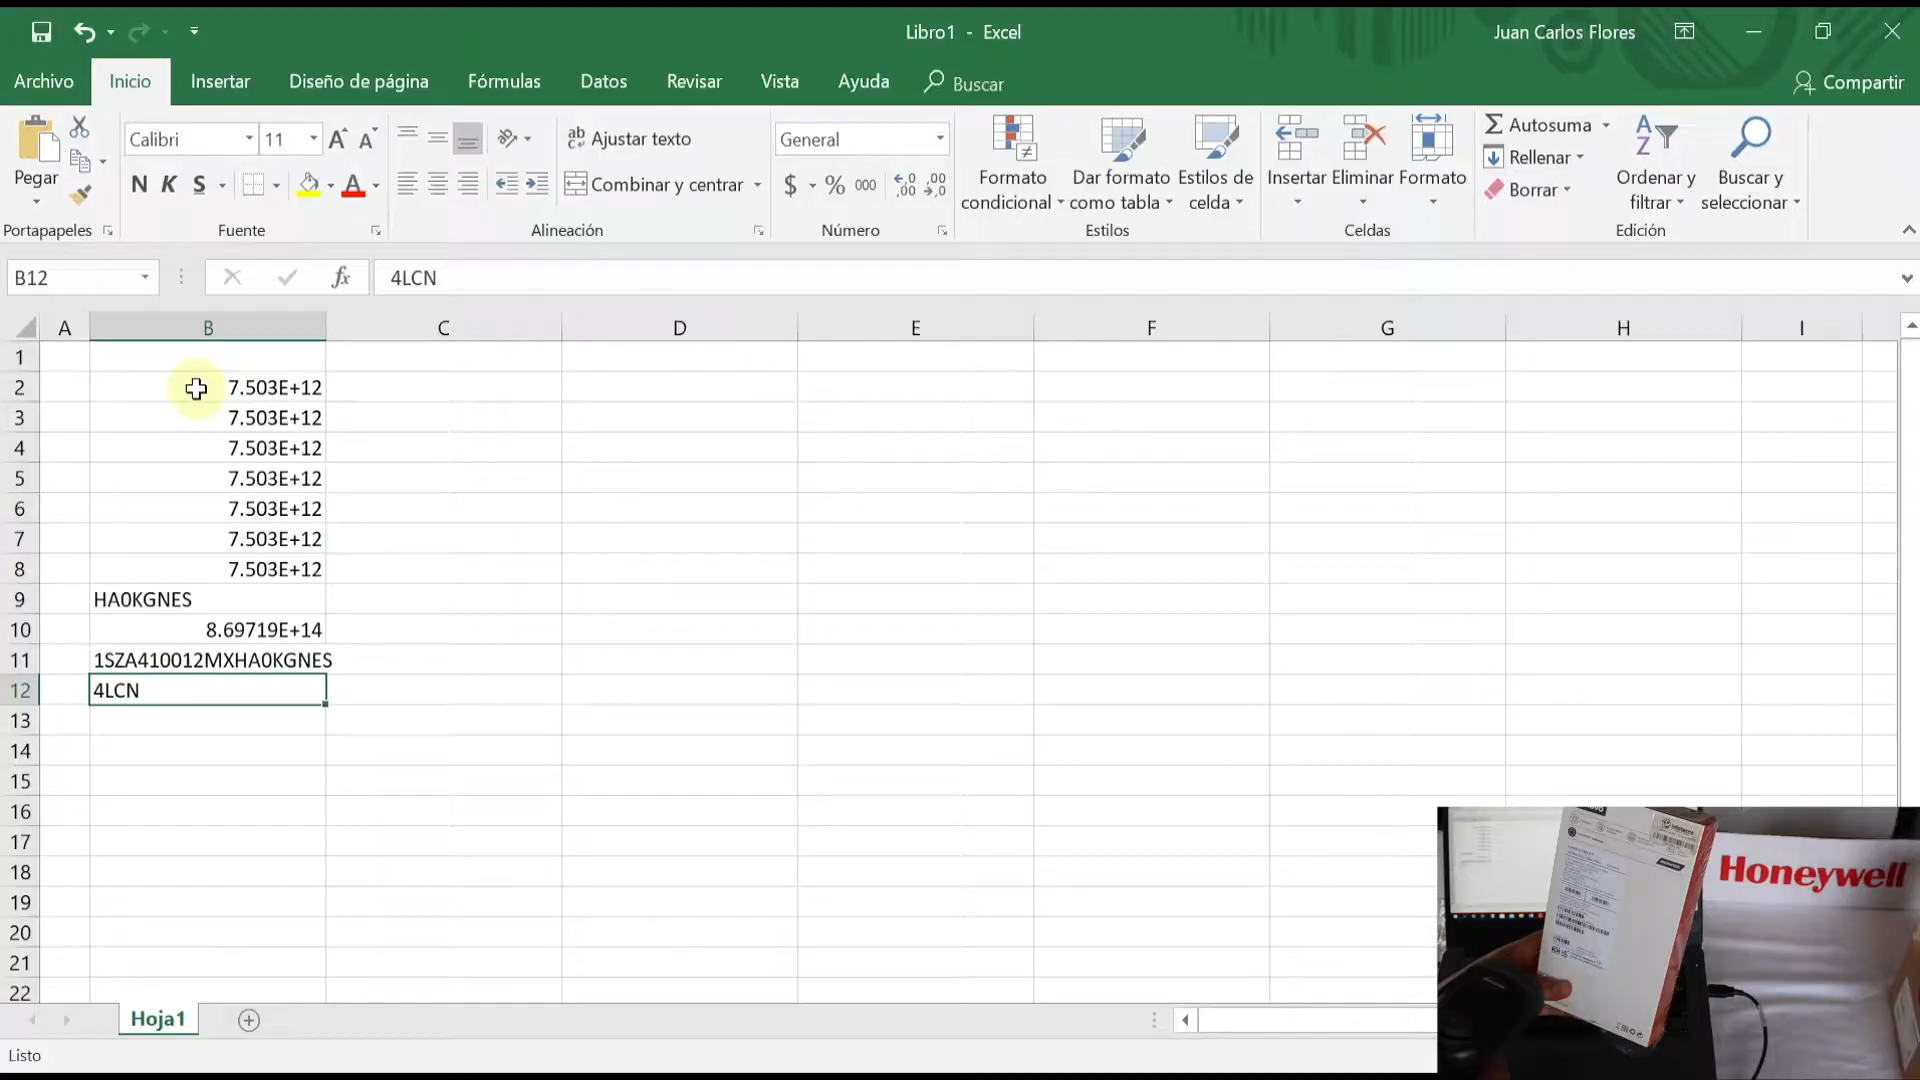 Libro1 - Excel
Juan Carlos Flores
Archivo
Inicio
Insertar
Diseño de página
Fórmulas
Datos
Revisar
Vista
Ayuda
Buscar
Compartir
Pegar
Calibri
11
Ajustar texto
General
Autosuma
Rellenar
Borrar
N K S
Combinar y centrar
$ % 000
Formato condicional
Dar formato como tabla
Estilos de celda
Insertar
Eliminar
Formato
Ordenar y filtrar
Buscar y seleccionar
Portapapeles
Fuente
Alineación
Número
Estilos
Celdas
Edición
B12
fx
4LCN
A B C D E F G H I
1
2 7.503E+12
3 7.503E+12
4 7.503E+12
5 7.503E+12
6 7.503E+12
7 7.503E+12
8 7.503E+12
9 HA0KGNES
10 8.69719E+14
11 1SZA410012MXHA0KGNES
12 4LCN
13
14
15
16
17
18
19
20
21
22
Honeywell
Hoja1
Listo